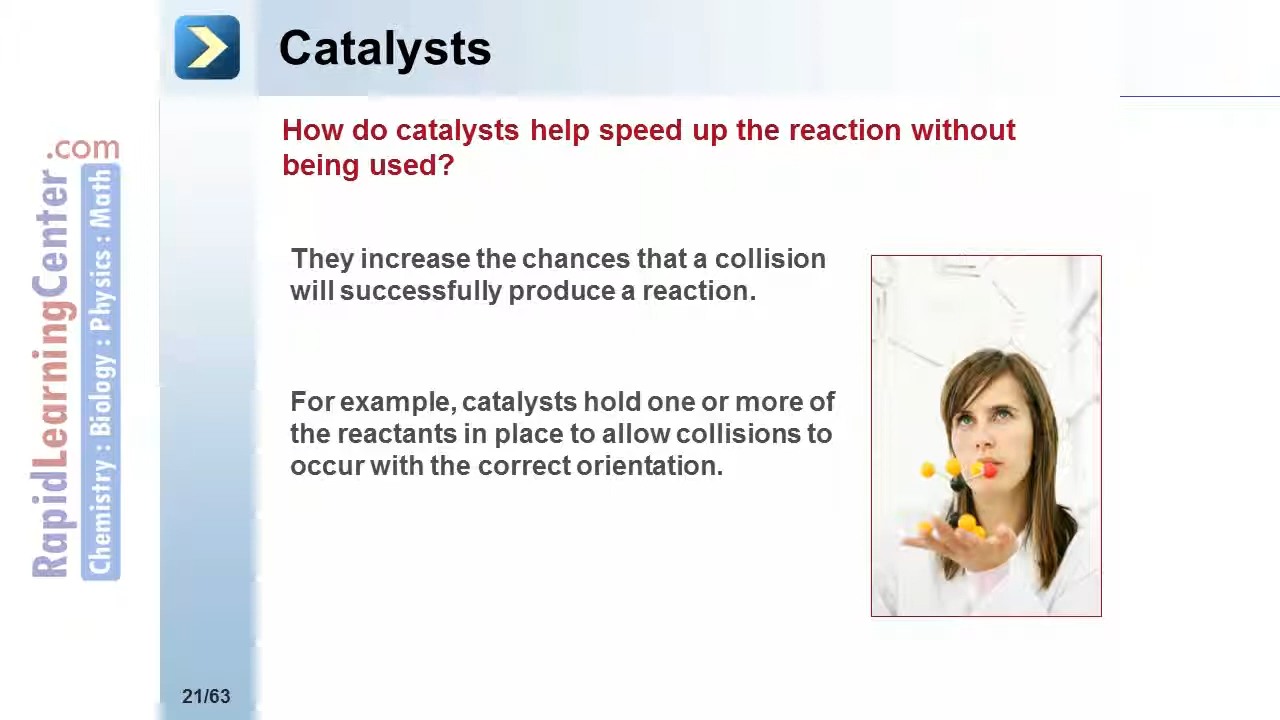 Catalysts
How do catalysts help speed up the reaction without
being used?
They increase the chances that a collision
will successfully produce a reaction.
For example, catalysts hold one or more of
the reactants in place to allow collisions to
occur with the correct orientation.
RapidLearningCenter.com
Chemistry : Biology : Physics : Math
21/63